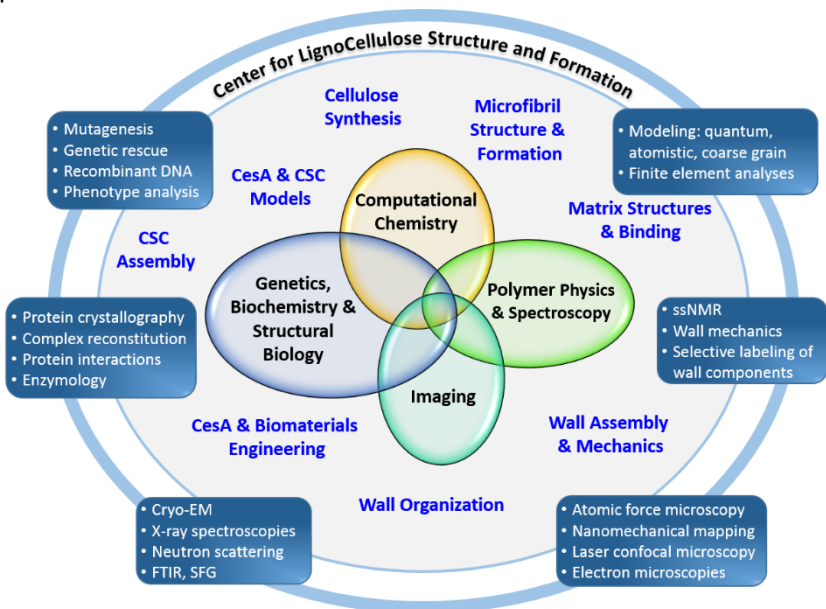 Center for LignoCellulose Structure and Formation
Cellulose
Synthesis
Microfibril
Structure &
Formation
• Mutagenesis
• Genetic rescue
• Recombinant DNA
• Phenotype analysis
• Modeling: quantum,
atomistic, coarse grain
• Finite element analyses
CesA & CSC
Models
Computational
Chemistry
Matrix Structures
& Binding
CSC
Assembly
Genetics,
Biochemistry &
Structural
Biology
Polymer Physics
& Spectroscopy
• Protein crystallography
• Complex reconstitution
• Protein interactions
• Enzymology
• ssNMR
• Wall mechanics
• Selective labeling of
wall components
Imaging
CesA & Biomaterials
Engineering
Wall Assembly
& Mechanics
Wall Organization
• Cryo-EM
• X-ray spectroscopies
• Neutron scattering
• FTIR, SFG
• Atomic force microscopy
• Nanomechanical mapping
• Laser confocal microscopy
• Electron microscopies